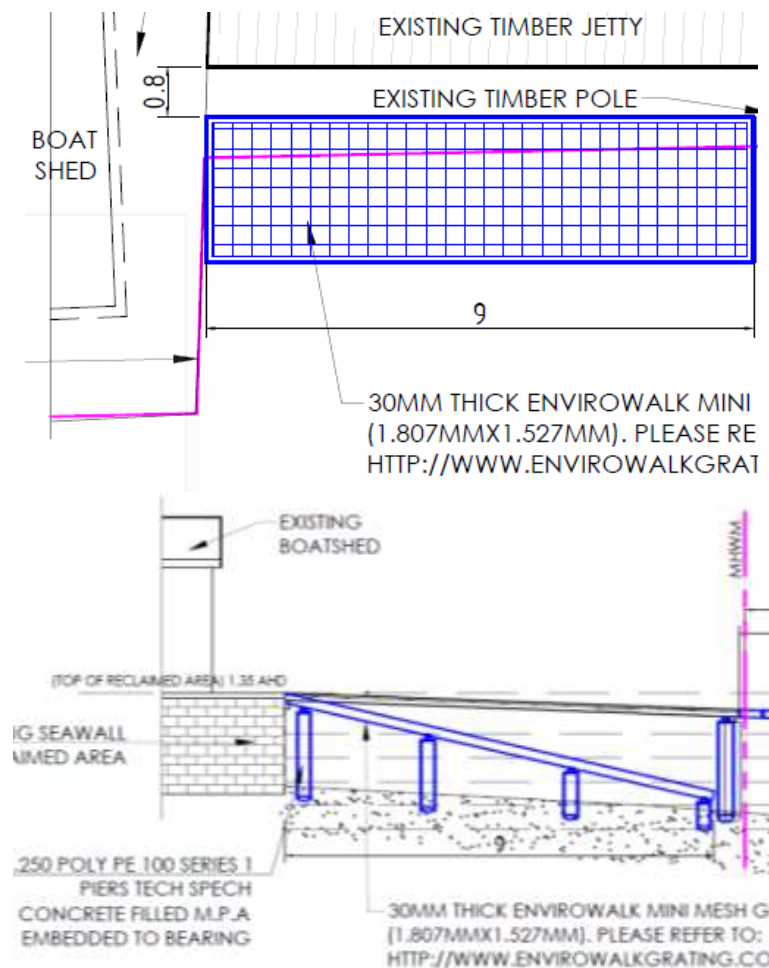 EXISTING TIMBER JETTY
0.8
EXISTING TIMBER POLE
BOAT
SHED
9
30MM THICK ENVIROWALK MINI
(1.807MMX1.527MM). PLEASE RE
HTTP://WWW.ENVIROWALKGRAT
EXISTING
BOATSHED
MHWM
(TOP OF RECLAIMED AREA) 1.35 AHD
IG SEAWALL
AIMED AREA
9
.250 POLY PE 100 SERIES 1
PIERS TECH SPECH
CONCRETE FILLED M.P.A
EMBEDDED TO BEARING
30MM THICK ENVIROWALK MINI MESH G
(1.807MMX1.527MM). PLEASE REFER TO:
HTTP://WWW.ENVIROWALKGRATING.CO